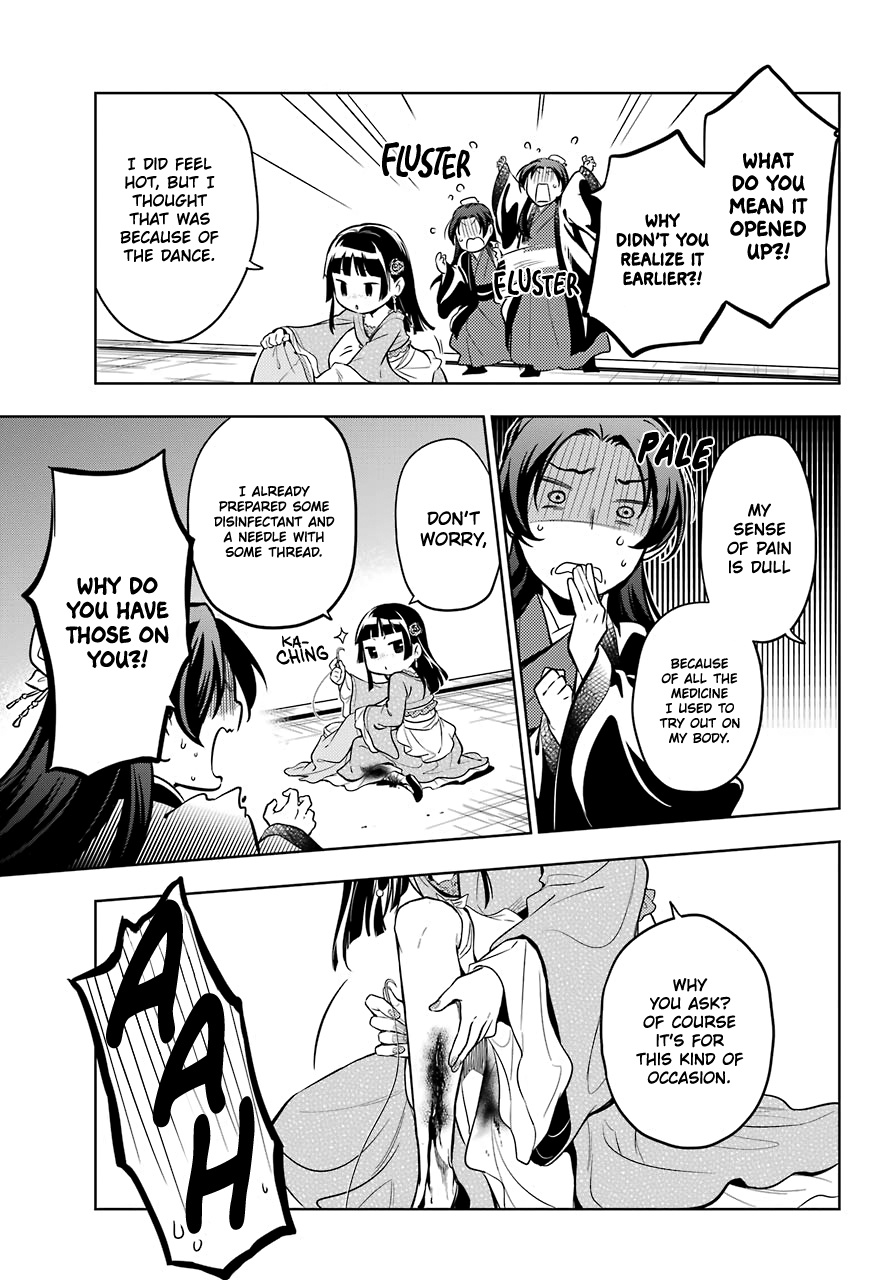 WHAT
DO YOU
MEAN IT
OPENED
UP?!
WHY
DIDN'T YOU
REALIZE IT
EARLIER?!
FLUSTER
FLUSTER
I DID FEEL
HOT, BUT I
THOUGHT
THAT WAS
BECAUSE OF
THE DANCE.
PALE
MY
SENSE
OF PAIN
IS DULL
BECAUSE
OF ALL THE
MEDICINE
I USED TO
TRY OUT ON
MY BODY.
DON'T
WORRY,
I ALREADY
PREPARED SOME
DISINFECTANT AND
A NEEDLE WITH
SOME THREAD.
KA-
CHING
WHY DO
YOU HAVE
THOSE ON
YOU?!
WHY
YOU ASK?
OF COURSE
IT'S FOR
THIS KIND OF
OCCASION.
AAH